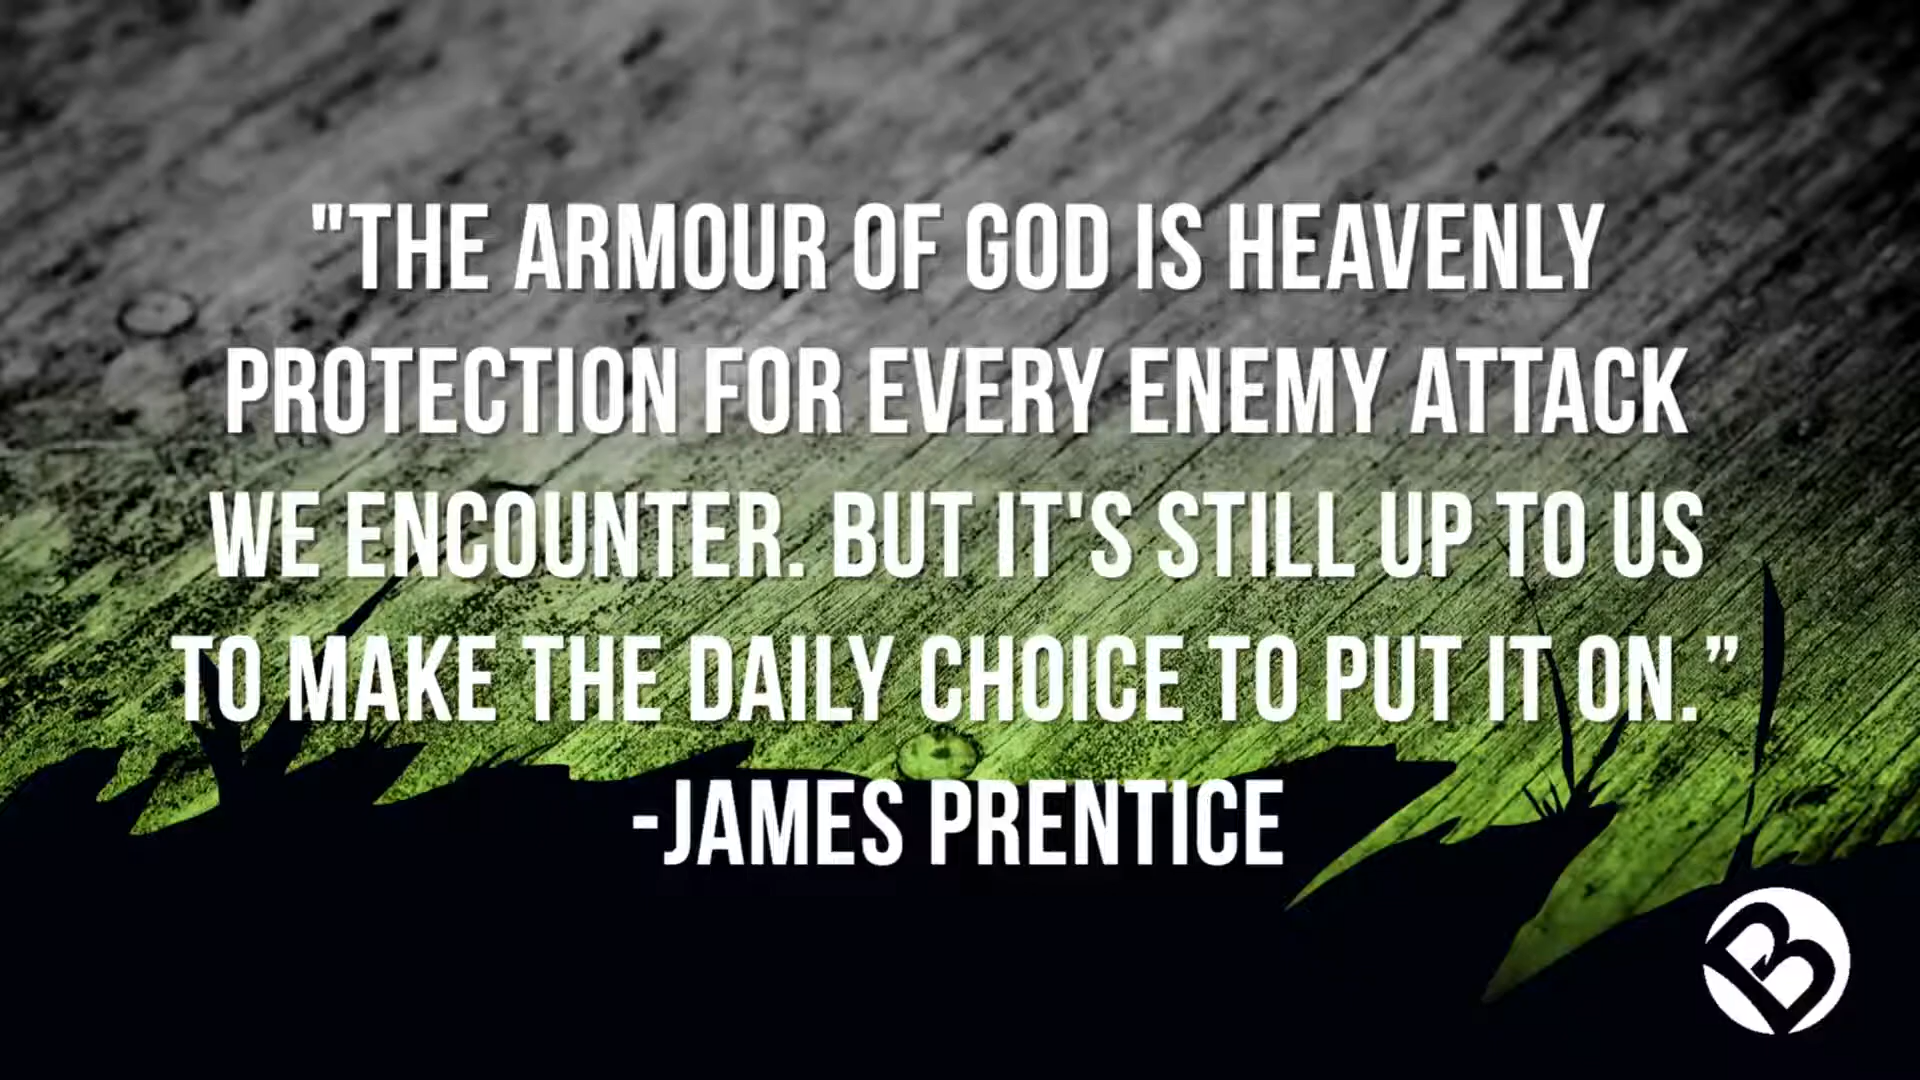 "THE ARMOUR OF GOD IS HEAVENLY
PROTECTION FOR EVERY ENEMY ATTACK
WE ENCOUNTER. BUT IT'S STILL UP TO US
TO MAKE THE DAILY CHOICE TO PUT IT ON.”
-JAMES PRENTICE
B